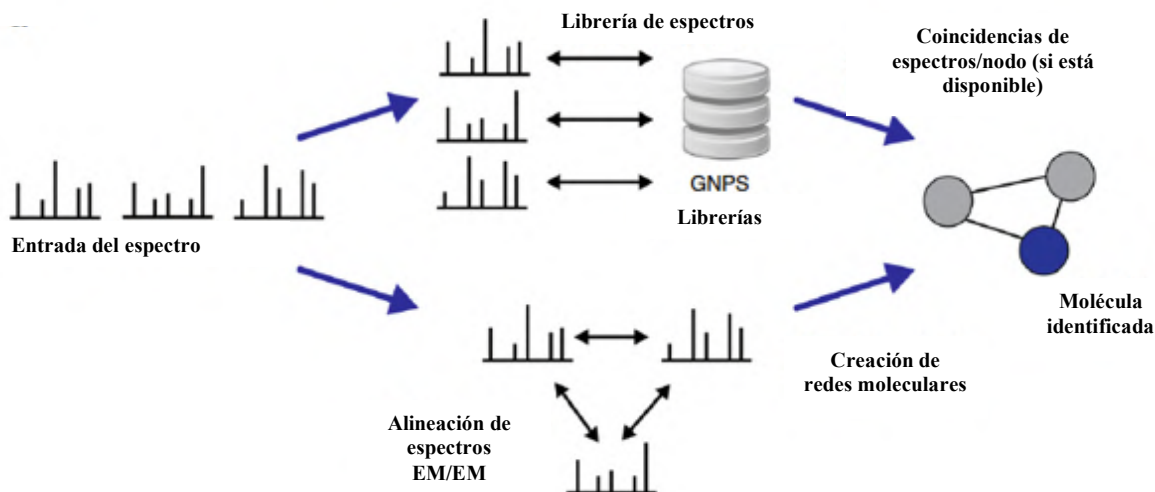 Librería de espectros
Coincidencias de
espectros/nodo (si está
disponible)
GNPS
Librerías
Entrada del espectro
Molécula
identificada
Creación de
redes moleculares
Alineación de
espectros
EM/EM